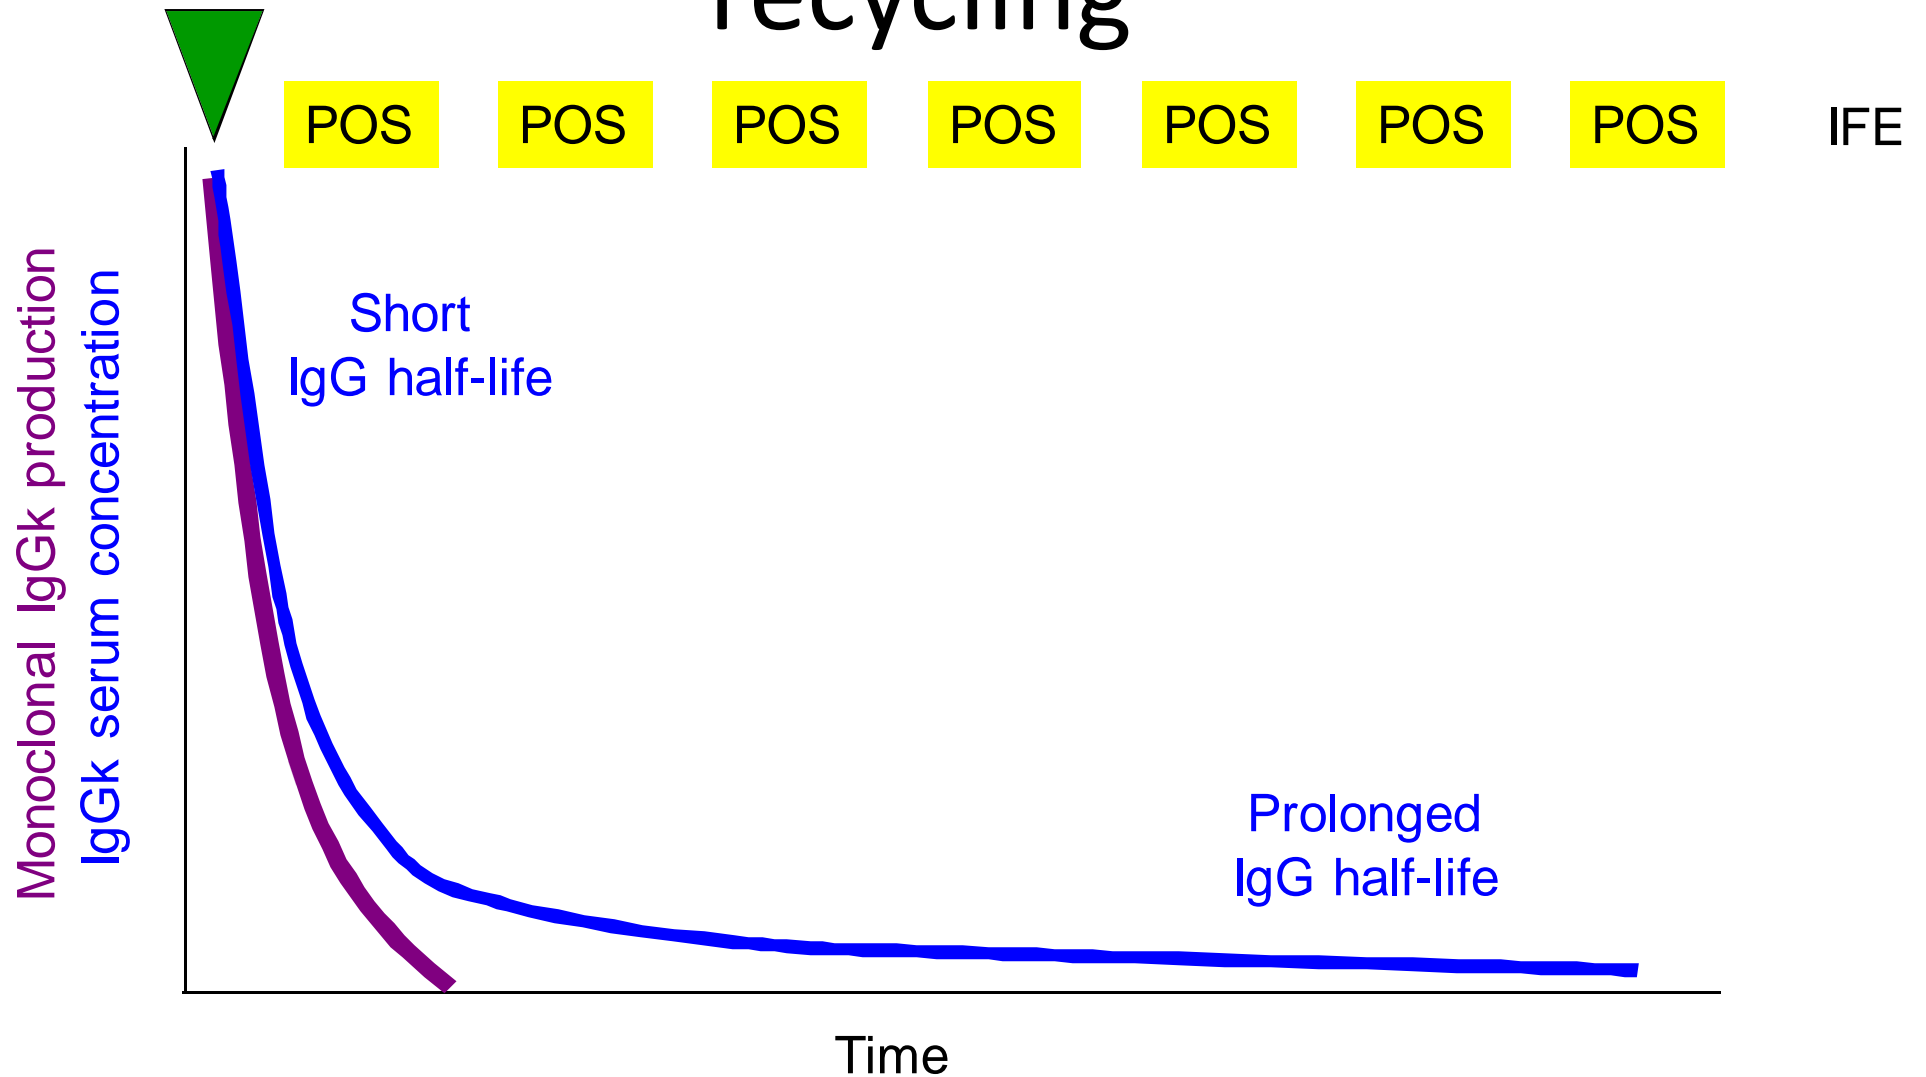 recycling
POS POS POS POS POS POS POS IFE
Monoclonal IgGk production
IgGk serum concentration
Short
IgG half-life
Prolonged
IgG half-life
Time